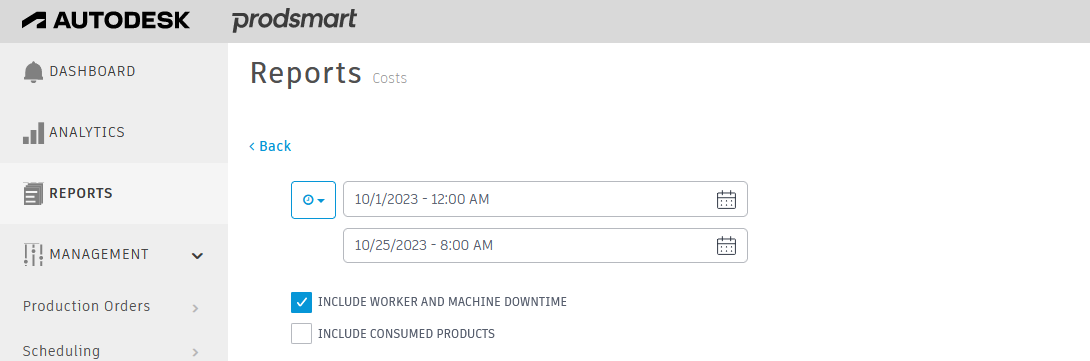 AUTODESK prodsmart
DASHBOARD
ANALYTICS
REPORTS
MANAGEMENT
Production Orders
Scheduling
Reports Costs
Back
10/1/2023 - 12:00 AM
10/25/2023 - 8:00 AM
INCLUDE WORKER AND MACHINE DOWNTIME
INCLUDE CONSUMED PRODUCTS